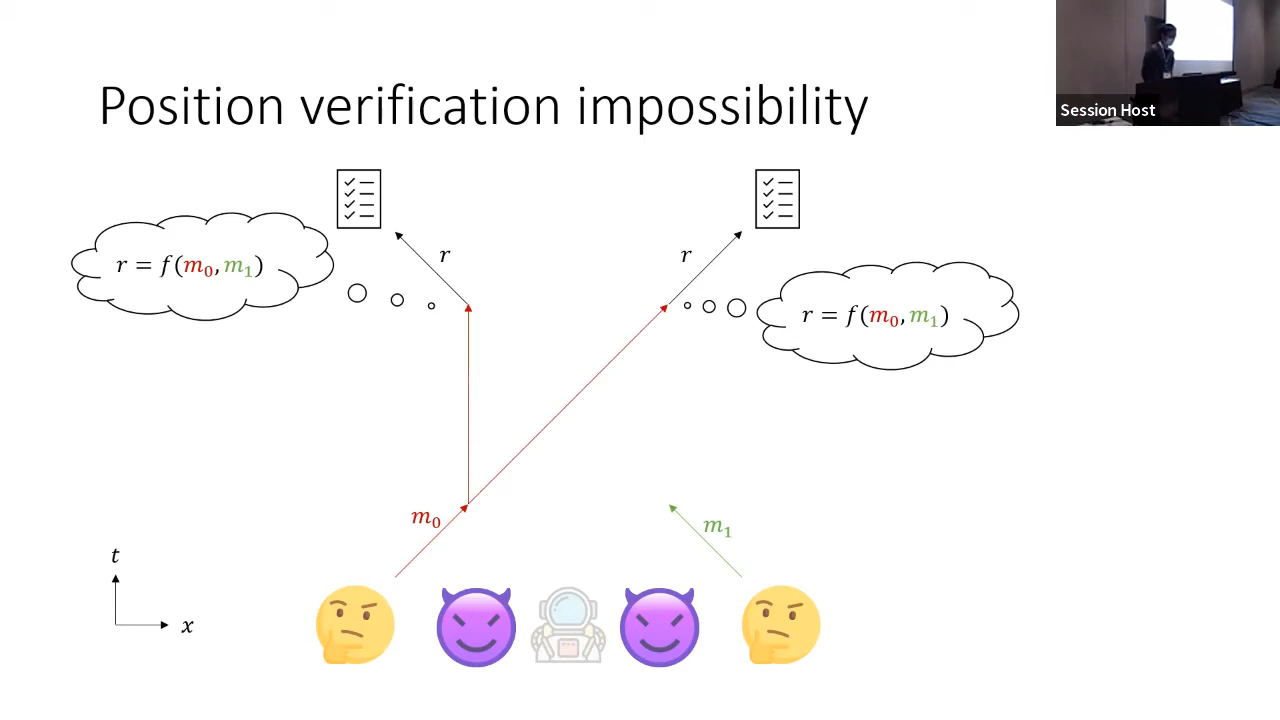 Position verification impossibility
Session Host
r = f(m₀, m₁)
r
r
r = f(m₀, m₁)
m₀
m₁
t
x